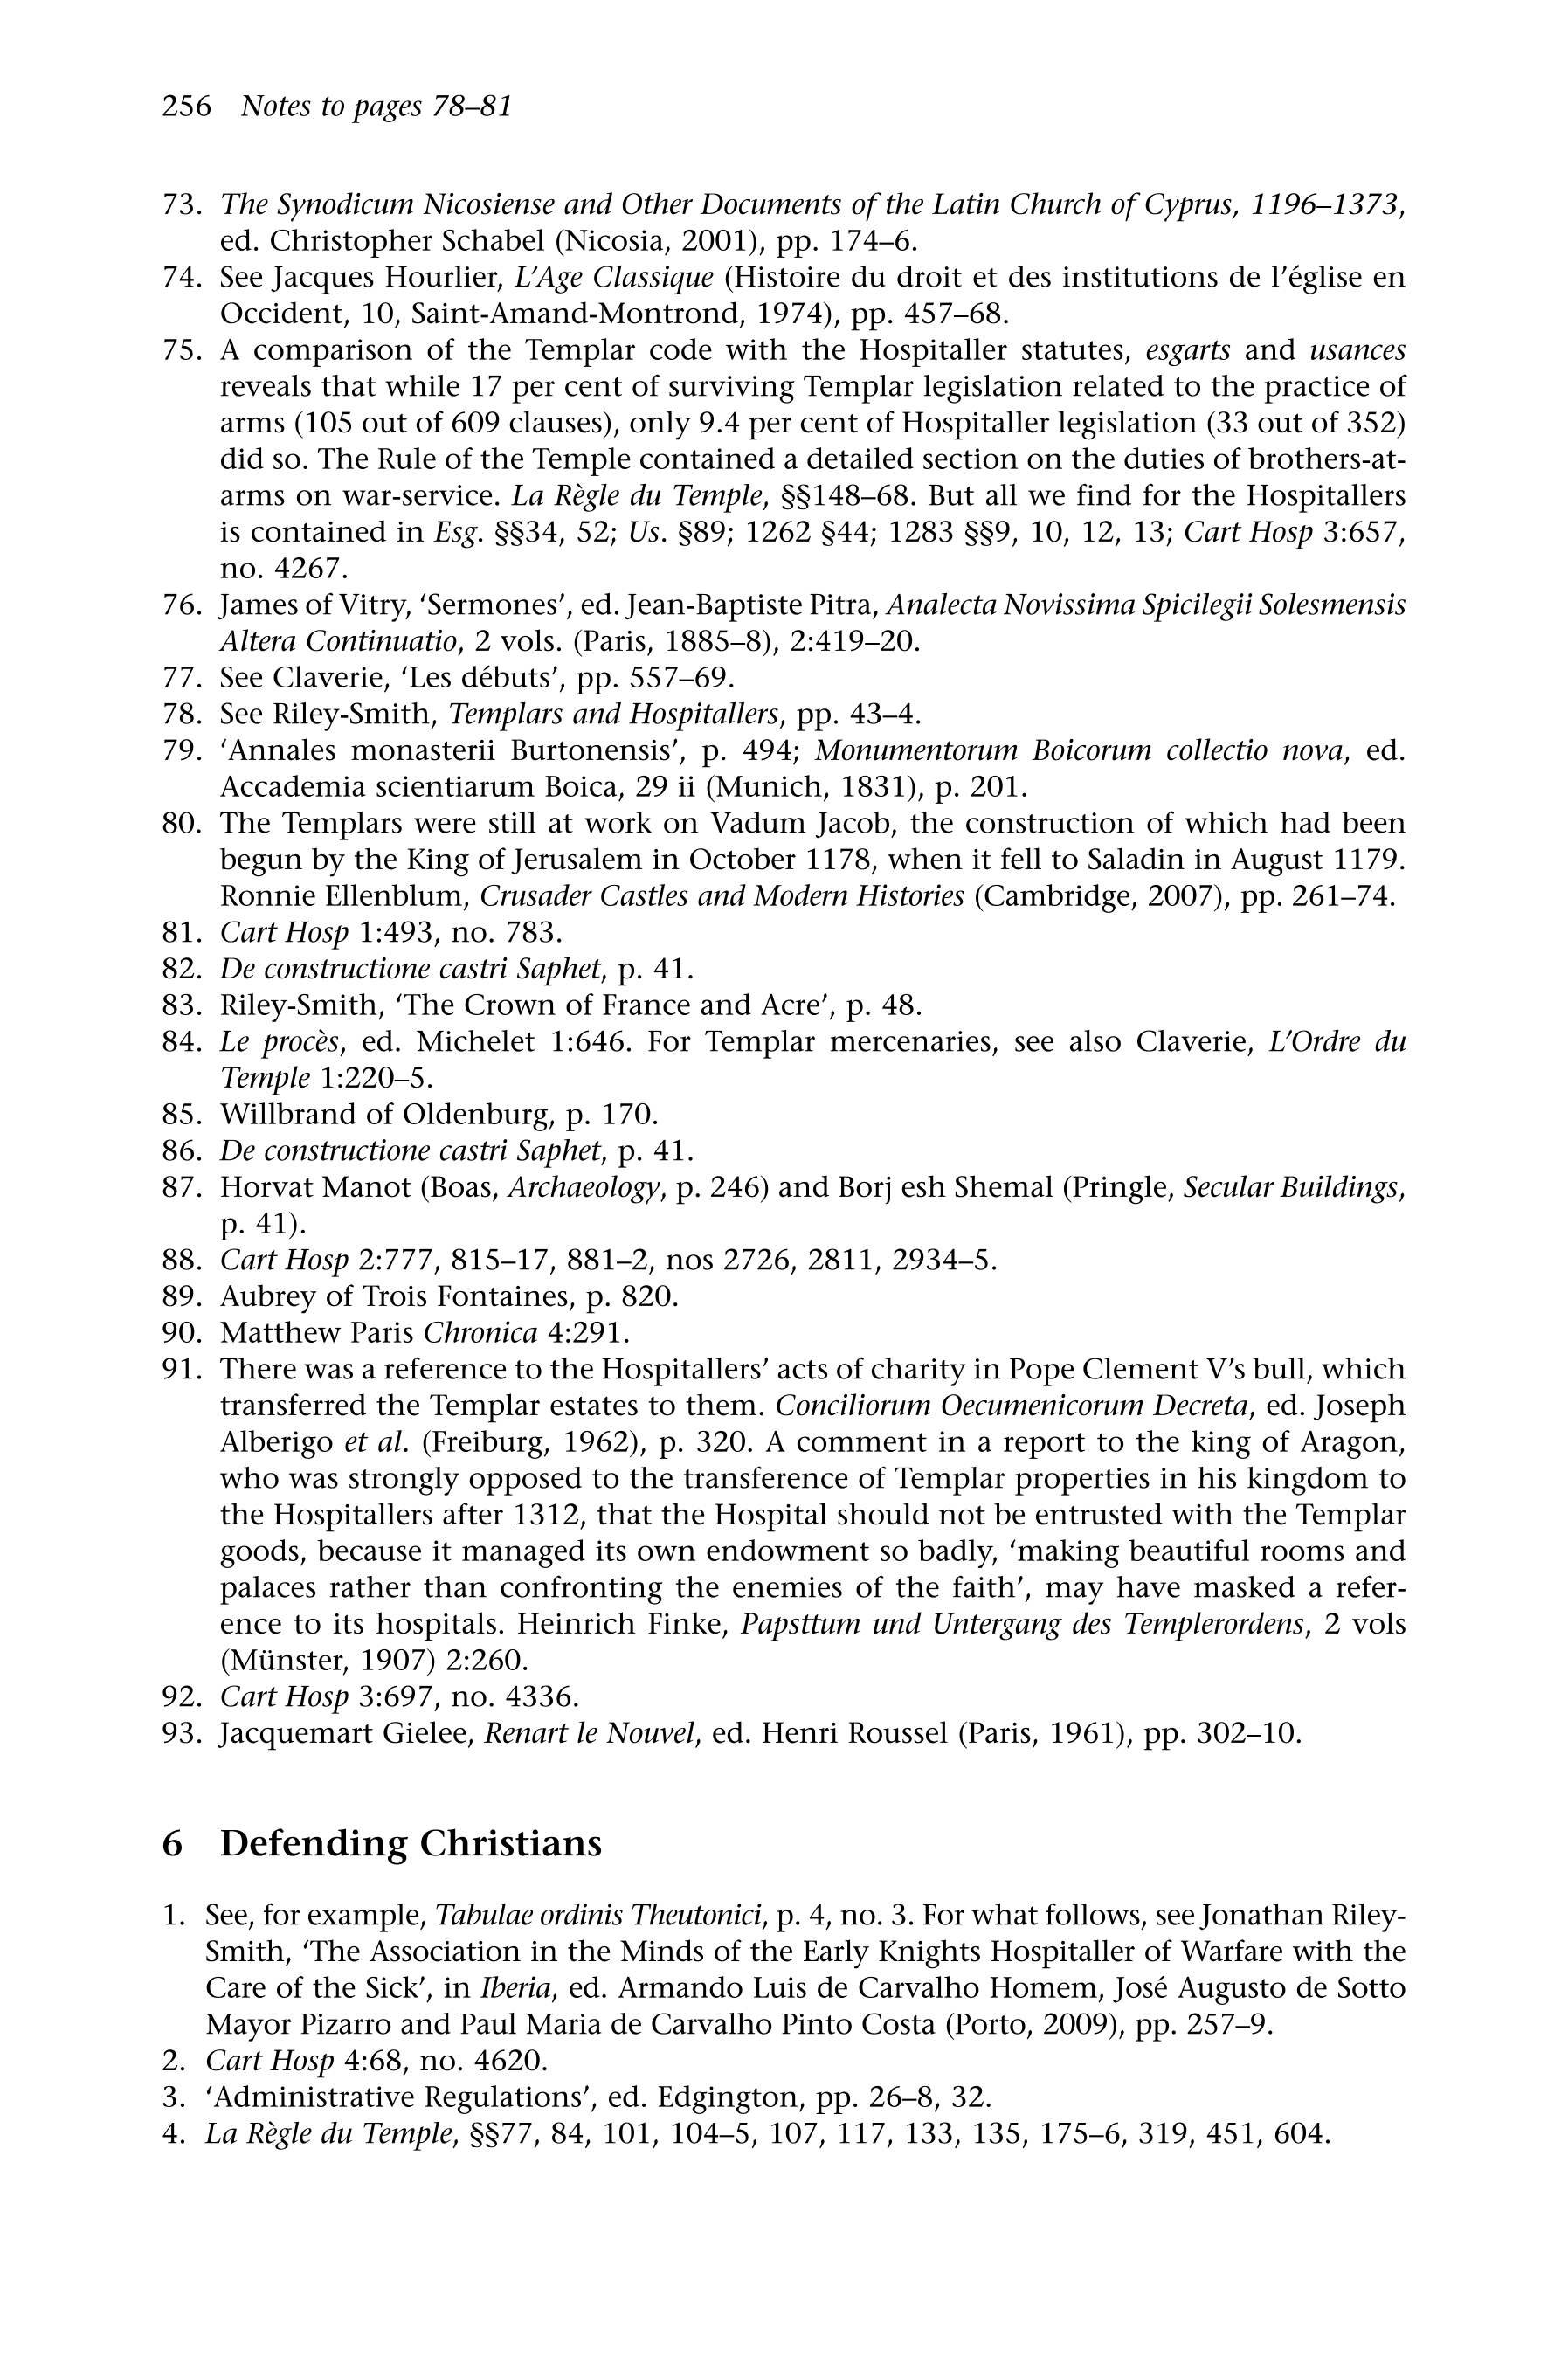 256 Notes to pages 78–81
73. The Synodicum Nicosiense and Other Documents of the Latin Church of Cyprus, 1196–1373,
ed. Christopher Schabel (Nicosia, 2001), pp. 174–6.
74. See Jacques Hourlier, L’Age Classique (Histoire du droit et des institutions de l’église en
Occident, 10, Saint-Amand-Montrond, 1974), pp. 457–68.
75. A comparison of the Templar code with the Hospitaller statutes, esgarts and usances
reveals that while 17 per cent of surviving Templar legislation related to the practice of
arms (105 out of 609 clauses), only 9.4 per cent of Hospitaller legislation (33 out of 352)
did so. The Rule of the Temple contained a detailed section on the duties of brothers-at-
arms on war-service. La Règle du Temple, §§148–68. But all we find for the Hospitallers
is contained in Esg. §§34, 52; Us. §89; 1262 §44; 1283 §§9, 10, 12, 13; Cart Hosp 3:657,
no. 4267.
76. James of Vitry, ‘Sermones’, ed. Jean-Baptiste Pitra, Analecta Novissima Spicilegii Solesmensis
Altera Continuatio, 2 vols. (Paris, 1885–8), 2:419–20.
77. See Claverie, ‘Les débuts’, pp. 557–69.
78. See Riley-Smith, Templars and Hospitallers, pp. 43–4.
79. ‘Annales monasterii Burtonensis’, p. 494; Monumentorum Boicorum collectio nova, ed.
Accademia scientiarum Boica, 29 ii (Munich, 1831), p. 201.
80. The Templars were still at work on Vadum Jacob, the construction of which had been
begun by the King of Jerusalem in October 1178, when it fell to Saladin in August 1179.
Ronnie Ellenblum, Crusader Castles and Modern Histories (Cambridge, 2007), pp. 261–74.
81. Cart Hosp 1:493, no. 783.
82. De constructione castri Saphet, p. 41.
83. Riley-Smith, ‘The Crown of France and Acre’, p. 48.
84. Le procès, ed. Michelet 1:646. For Templar mercenaries, see also Claverie, L’Ordre du
Temple 1:220–5.
85. Willbrand of Oldenburg, p. 170.
86. De constructione castri Saphet, p. 41.
87. Horvat Manot (Boas, Archaeology, p. 246) and Borj esh Shemal (Pringle, Secular Buildings,
p. 41).
88. Cart Hosp 2:777, 815–17, 881–2, nos 2726, 2811, 2934–5.
89. Aubrey of Trois Fontaines, p. 820.
90. Matthew Paris Chronica 4:291.
91. There was a reference to the Hospitallers’ acts of charity in Pope Clement V’s bull, which
transferred the Templar estates to them. Conciliorum Oecumenicorum Decreta, ed. Joseph
Alberigo et al. (Freiburg, 1962), p. 320. A comment in a report to the king of Aragon,
who was strongly opposed to the transference of Templar properties in his kingdom to
the Hospitallers after 1312, that the Hospital should not be entrusted with the Templar
goods, because it managed its own endowment so badly, ‘making beautiful rooms and
palaces rather than confronting the enemies of the faith’, may have masked a refer-
ence to its hospitals. Heinrich Finke, Papsttum und Untergang des Templerordens, 2 vols
(Münster, 1907) 2:260.
92. Cart Hosp 3:697, no. 4336.
93. Jacquemart Gielee, Renart le Nouvel, ed. Henri Roussel (Paris, 1961), pp. 302–10.
6 Defending Christians
1. See, for example, Tabulae ordinis Theutonici, p. 4, no. 3. For what follows, see Jonathan Riley-
Smith, ‘The Association in the Minds of the Early Knights Hospitaller of Warfare with the
Care of the Sick’, in Iberia, ed. Armando Luis de Carvalho Homem, José Augusto de Sotto
Mayor Pizarro and Paul Maria de Carvalho Pinto Costa (Porto, 2009), pp. 257–9.
2. Cart Hosp 4:68, no. 4620.
3. ‘Administrative Regulations’, ed. Edgington, pp. 26–8, 32.
4. La Règle du Temple, §§77, 84, 101, 104–5, 107, 117, 133, 135, 175–6, 319, 451, 604.